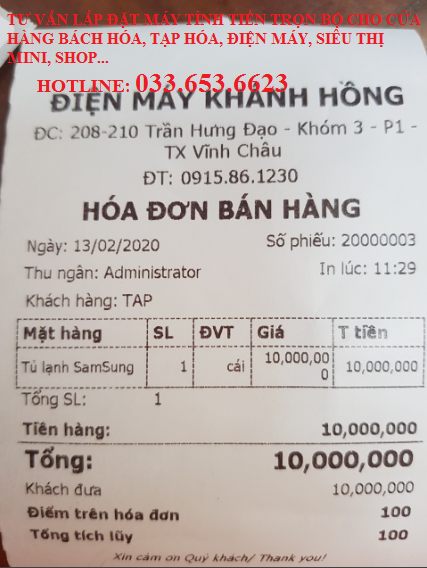 TƯ VẤN LẮP ĐẶT MÁY TÍNH TIỀN TRỌN BỘ CHO CỬA
HÀNG BÁCH HÓA, TẠP HÓA, ĐIỆN MÁY, SIÊU THỊ
MINI, SHOP...
HOTLINE: 033.653.6623
ĐIỆN MÁY KHÁNH HỒNG
ĐC: 208-210 Trần Hưng Đạo - Khóm 3 - P1 -
TX Vĩnh Châu
ĐT: 0915.86.1230
HÓA ĐƠN BÁN HÀNG
Ngày: 13/02/2020 Số phiếu: 20000003
Thu ngân: Administrator In lúc: 11:29
Khách hàng: TAP
Mặt hàng SL ĐVT Giá T tiền
Tủ lạnh SamSung 1 cái 10,000,00
0 10,000,000
Tổng SL: 1
Tiền hàng: 10,000,000
Tổng: 10,000,000
Khách đưa 10,000,000
Điểm trên hóa đơn 100
Tổng tích lũy 100
Xin cảm ơn Quý khách/ Thank you!